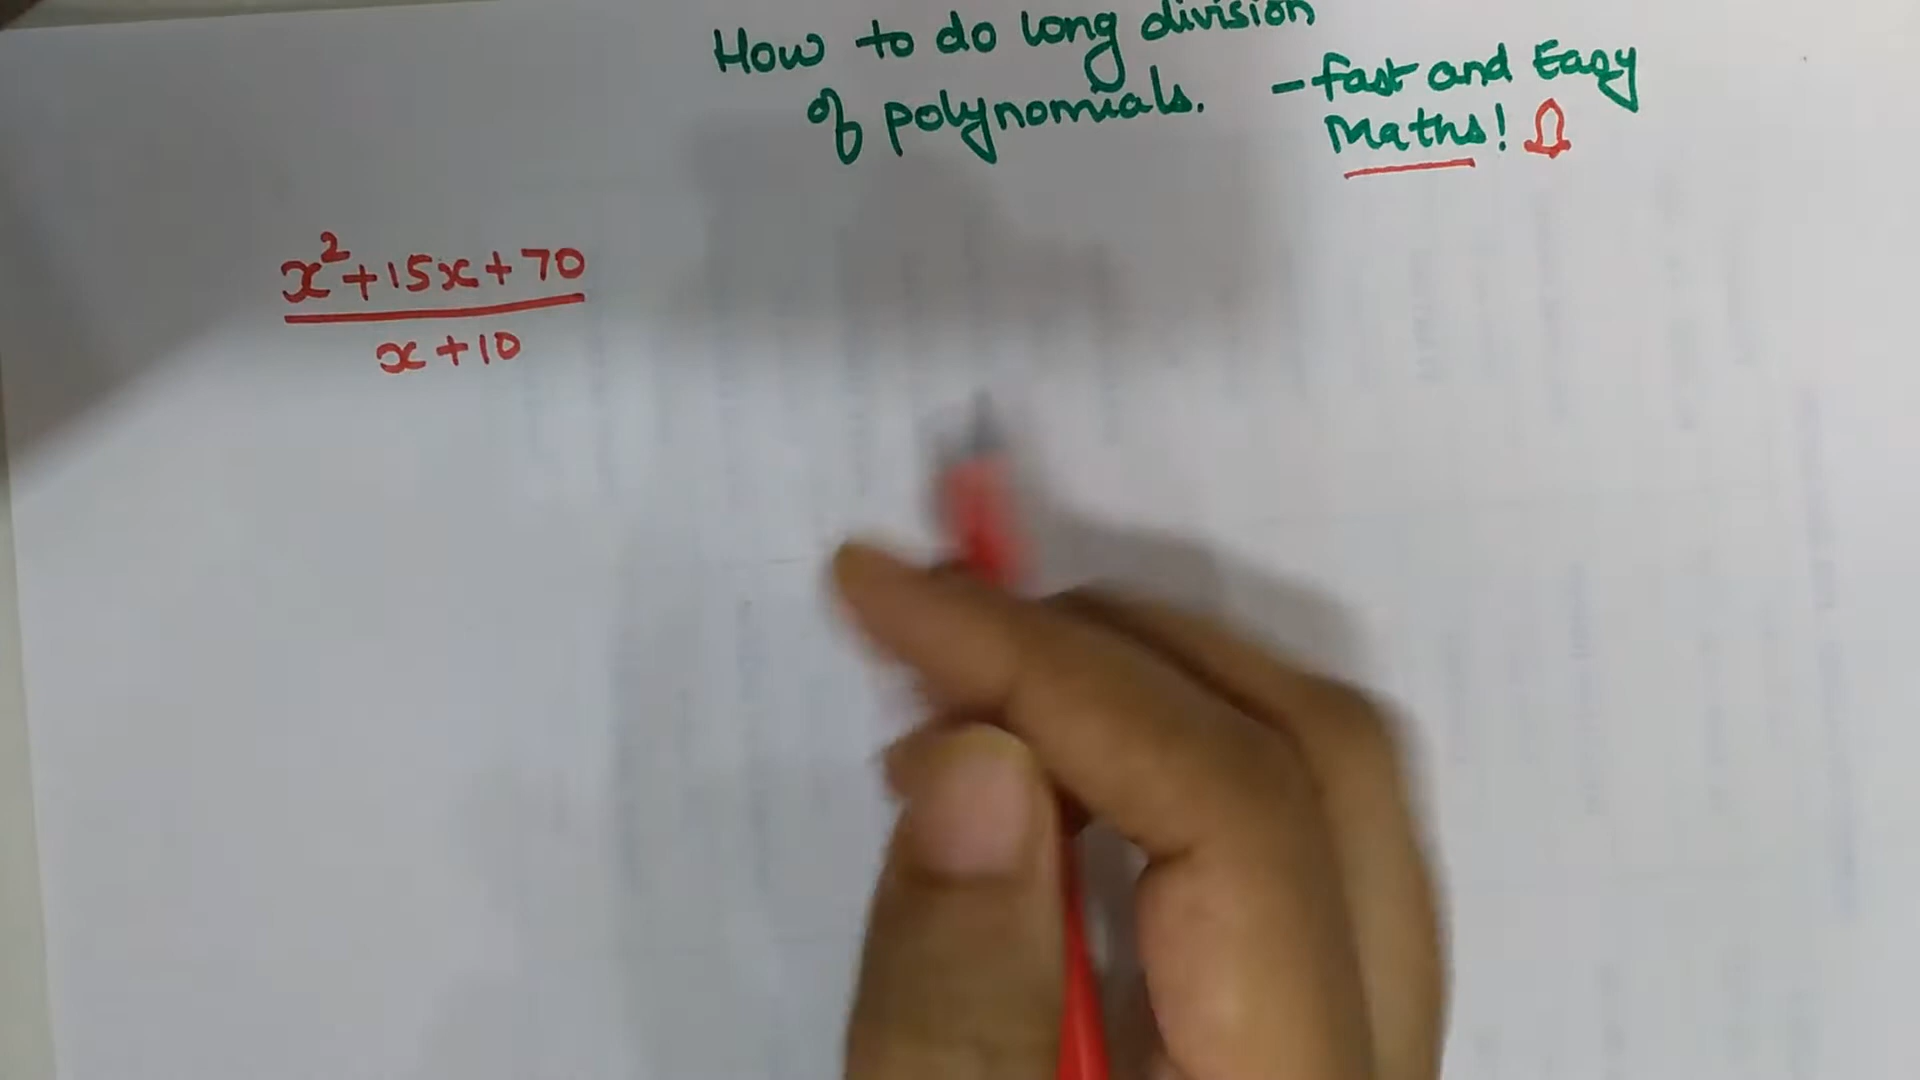 How to do long division
of polynomials.
- fast and Easy
Maths!
x²+15x+70
x+10